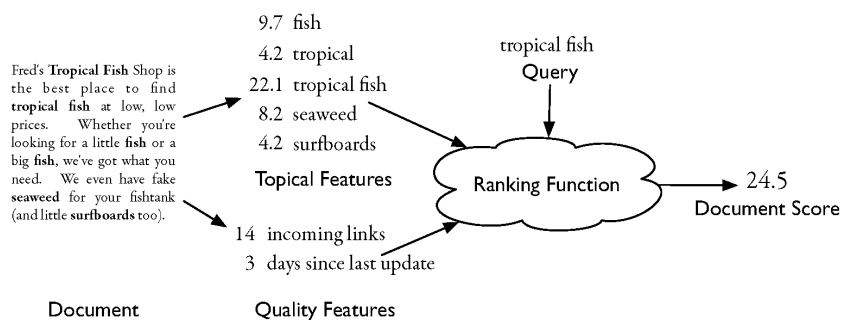 Fred's Tropical Fish Shop is
the best place to find
tropical fish at low, low
prices. Whether you're
looking for a little fish or a
big fish, we've got what you
need. We even have fake
seaweed for your fishtank
(and little surfboards too).
Document
9.7 fish
4.2 tropical
22.1 tropical fish
8.2 seaweed
4.2 surfboards
Topical Features
14 incoming links
3 days since last update
Quality Features
tropical fish
Query
Ranking Function
24.5
Document Score